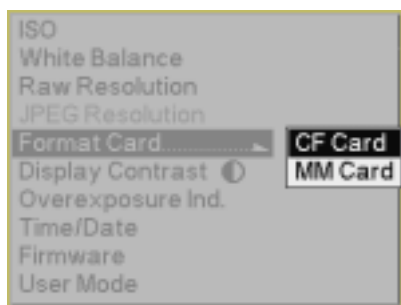 ISO
White Balance
Raw Resolution
JPEG Resolution
Format Card............... CF Card
Display Contrast MM Card
Overexposure Ind.
Time/Date
Firmware
User Mode